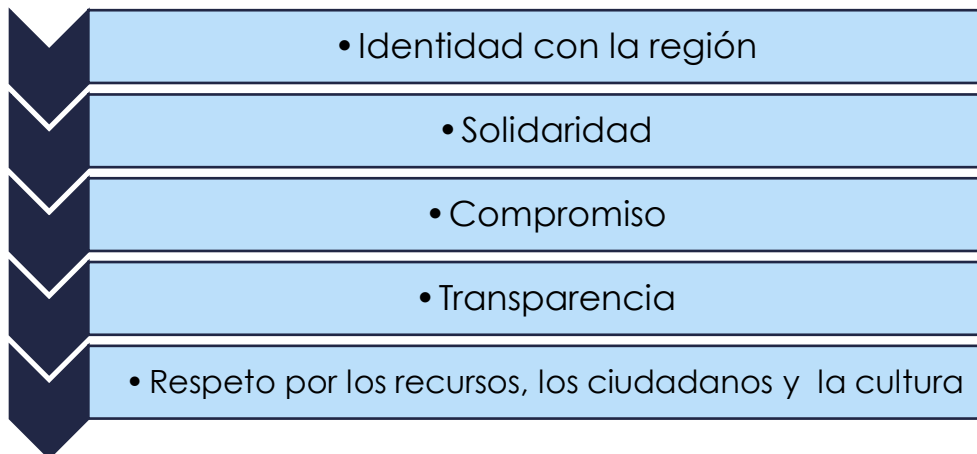 • Identidad con la región
• Solidaridad
• Compromiso
• Transparencia
• Respeto por los recursos, los ciudadanos y  la cultura